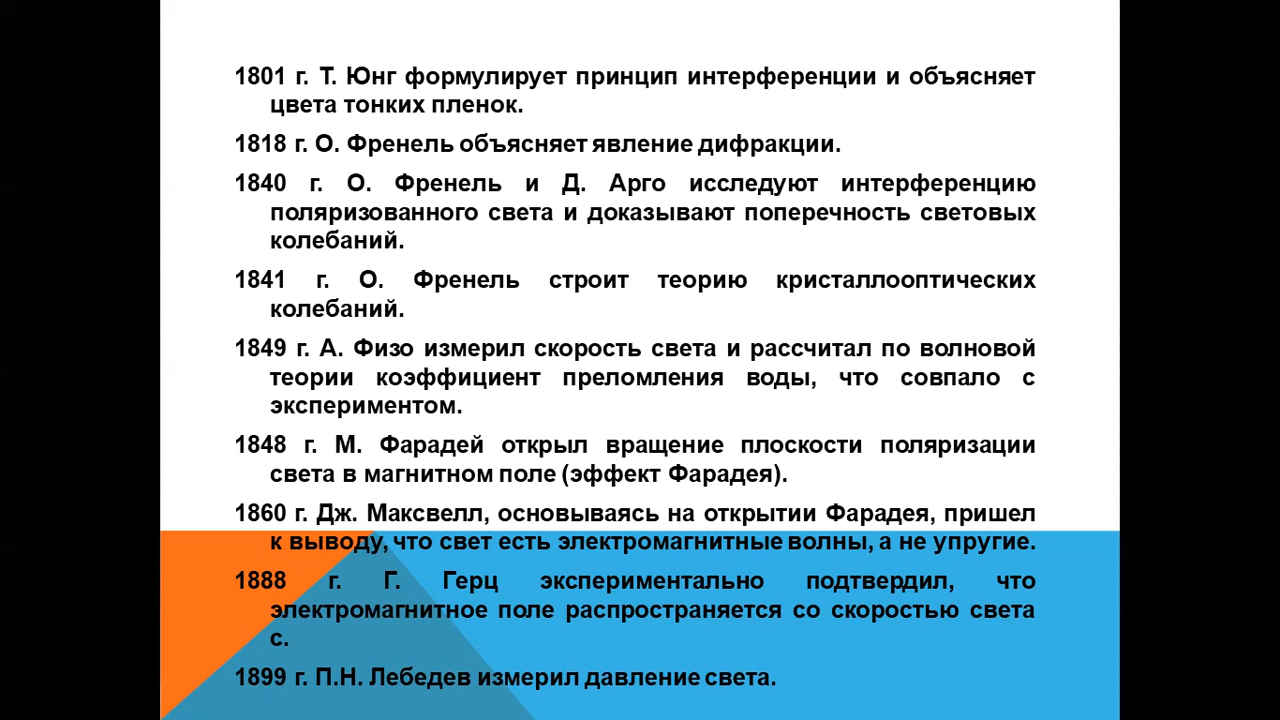 1801 г. Т. Юнг формулирует принцип интерференции и объясняет
цвета тонких пленок.
1818 г. О. Френель объясняет явление дифракции.
1840 г. О. Френель и Д. Арго исследуют интерференцию
поляризованного света и доказывают поперечность световых
колебаний.
1841 г. О. Френель строит теорию кристаллооптических
колебаний.
1849 г. А. Физо измерил скорость света и рассчитал по волновой
теории коэффициент преломления воды, что совпало с
экспериментом.
1848 г. М. Фарадей открыл вращение плоскости поляризации
света в магнитном поле (эффект Фарадея).
1860 г. Дж. Максвелл, основываясь на открытии Фарадея, пришел
к выводу, что свет есть электромагнитные волны, а не упругие.
1888 г. Г. Герц экспериментально подтвердил, что
электромагнитное поле распространяется со скоростью света
с.
1899 г. П.Н. Лебедев измерил давление света.